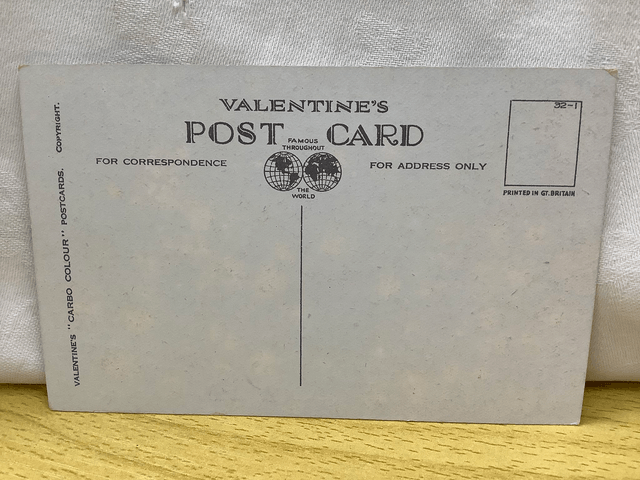 VALENTINE'S
POST CARD
FAMOUS
THROUGHOUT
THE
WORLD
FOR CORRESPONDENCE
FOR ADDRESS ONLY
32-1
PRINTED IN GT. BRITAIN
VALENTINE'S "CARBO COLOUR" POSTCARDS. COPYRIGHT.